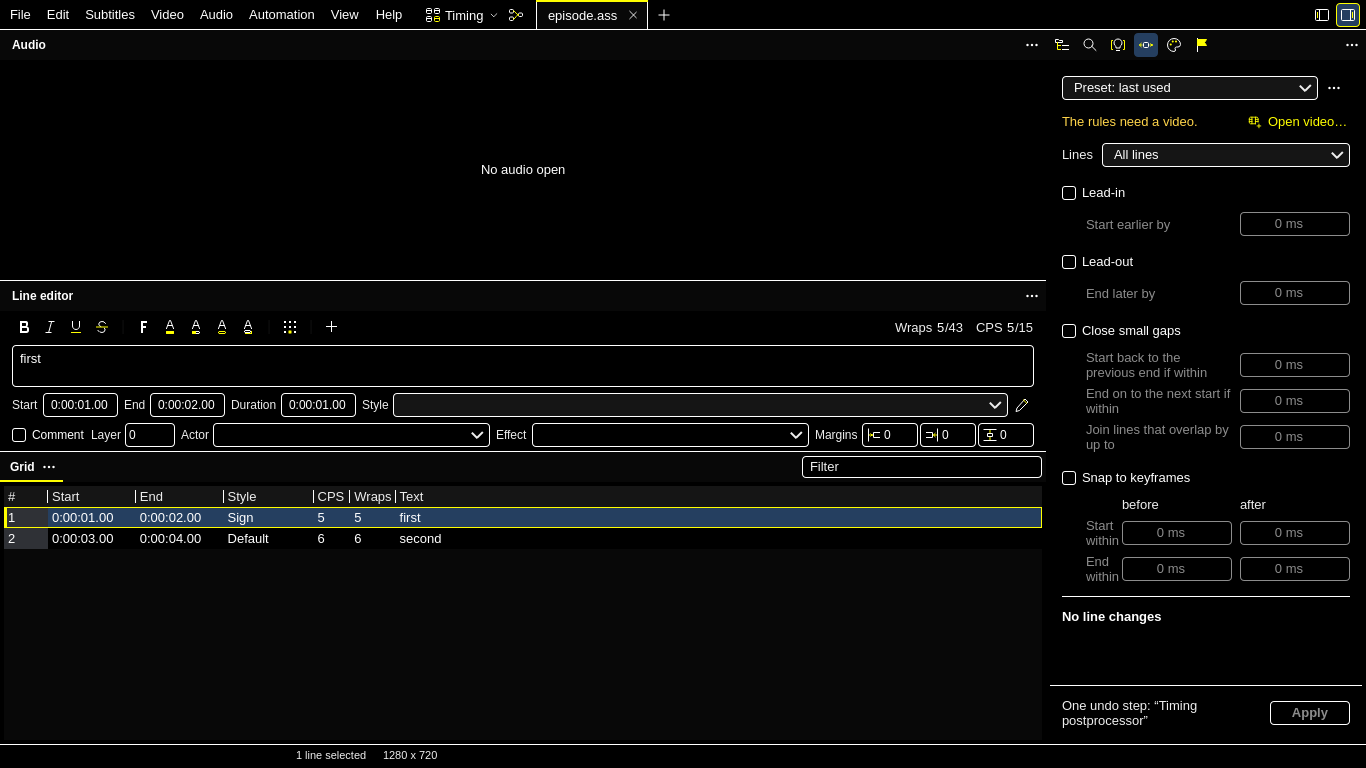 File Edit Subtitles Video Audio Automation View Help Timing episode.ass
Audio
No audio open
Line editor
Wraps 5/43 CPS 5/15
first
Start 0:00:01.00 End 0:00:02.00 Duration 0:00:01.00 Style
Comment Layer 0 Actor Effect Margins 0 0 0
Grid Filter
# Start End Style CPS Wraps Text
1 0:00:01.00 0:00:02.00 Sign 5 5 first
2 0:00:03.00 0:00:04.00 Default 6 6 second
Preset: last used
The rules need a video. Open video…
Lines All lines
Lead-in
Start earlier by 0 ms
Lead-out
End later by 0 ms
Close small gaps
Start back to the
previous end if within 0 ms
End on to the next start if
within 0 ms
Join lines that overlap by
up to 0 ms
Snap to keyframes
before after
Start
within 0 ms 0 ms
End
within 0 ms 0 ms
No line changes
One undo step: “Timing
postprocessor” Apply
1 line selected 1280 x 720